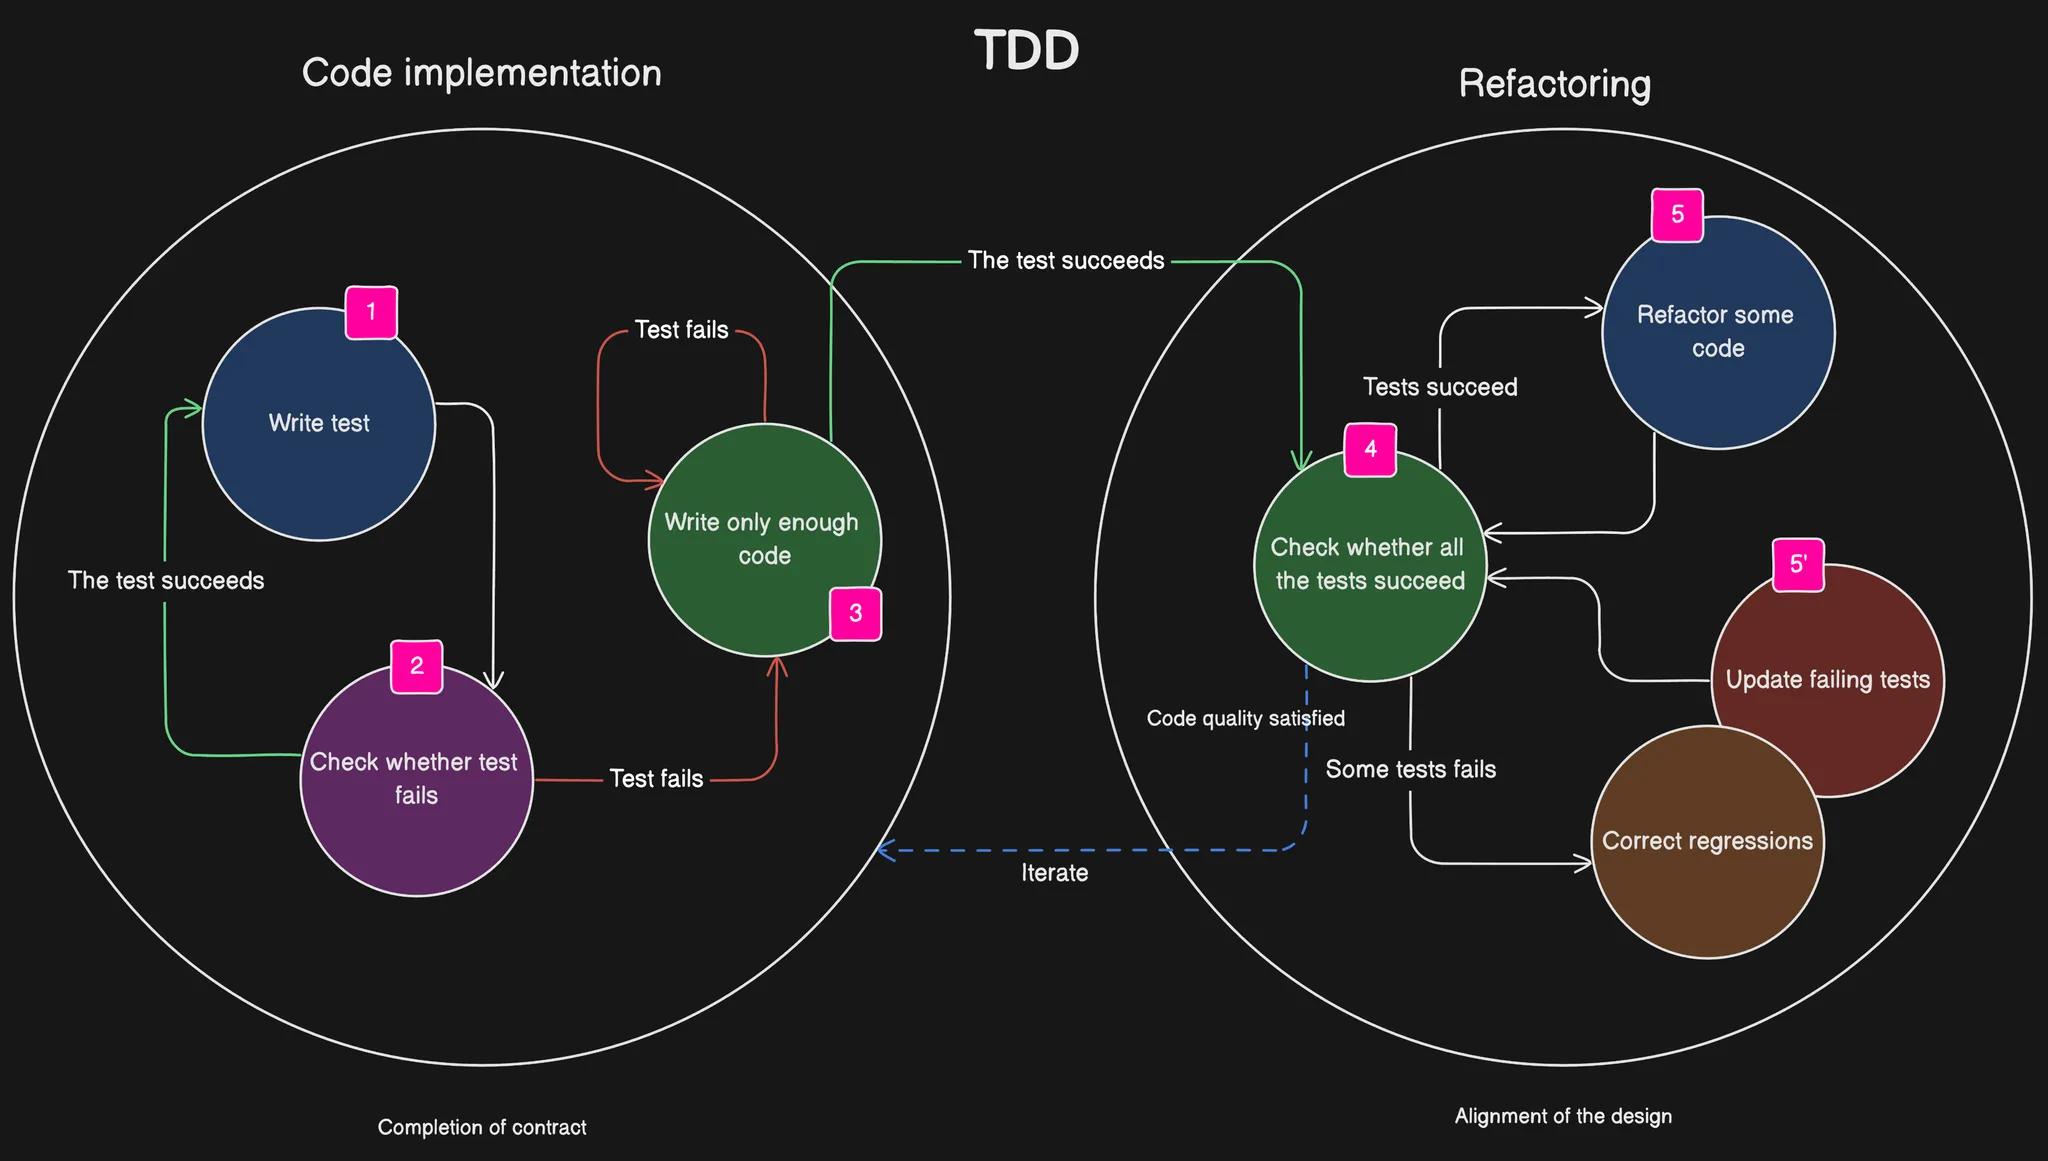 TDD
Code implementation
Refactoring
5
The test succeeds
1
Test fails
Refactor some
code
Tests succeed
Write test
4
Write only enough
code
Check whether all
the tests succeed
5'
The test succeeds
3
2
Update failing tests
Code quality satisfied
Check whether test
fails
Test fails
Some tests fails
Correct regressions
Iterate
Completion of contract
Alignment of the design